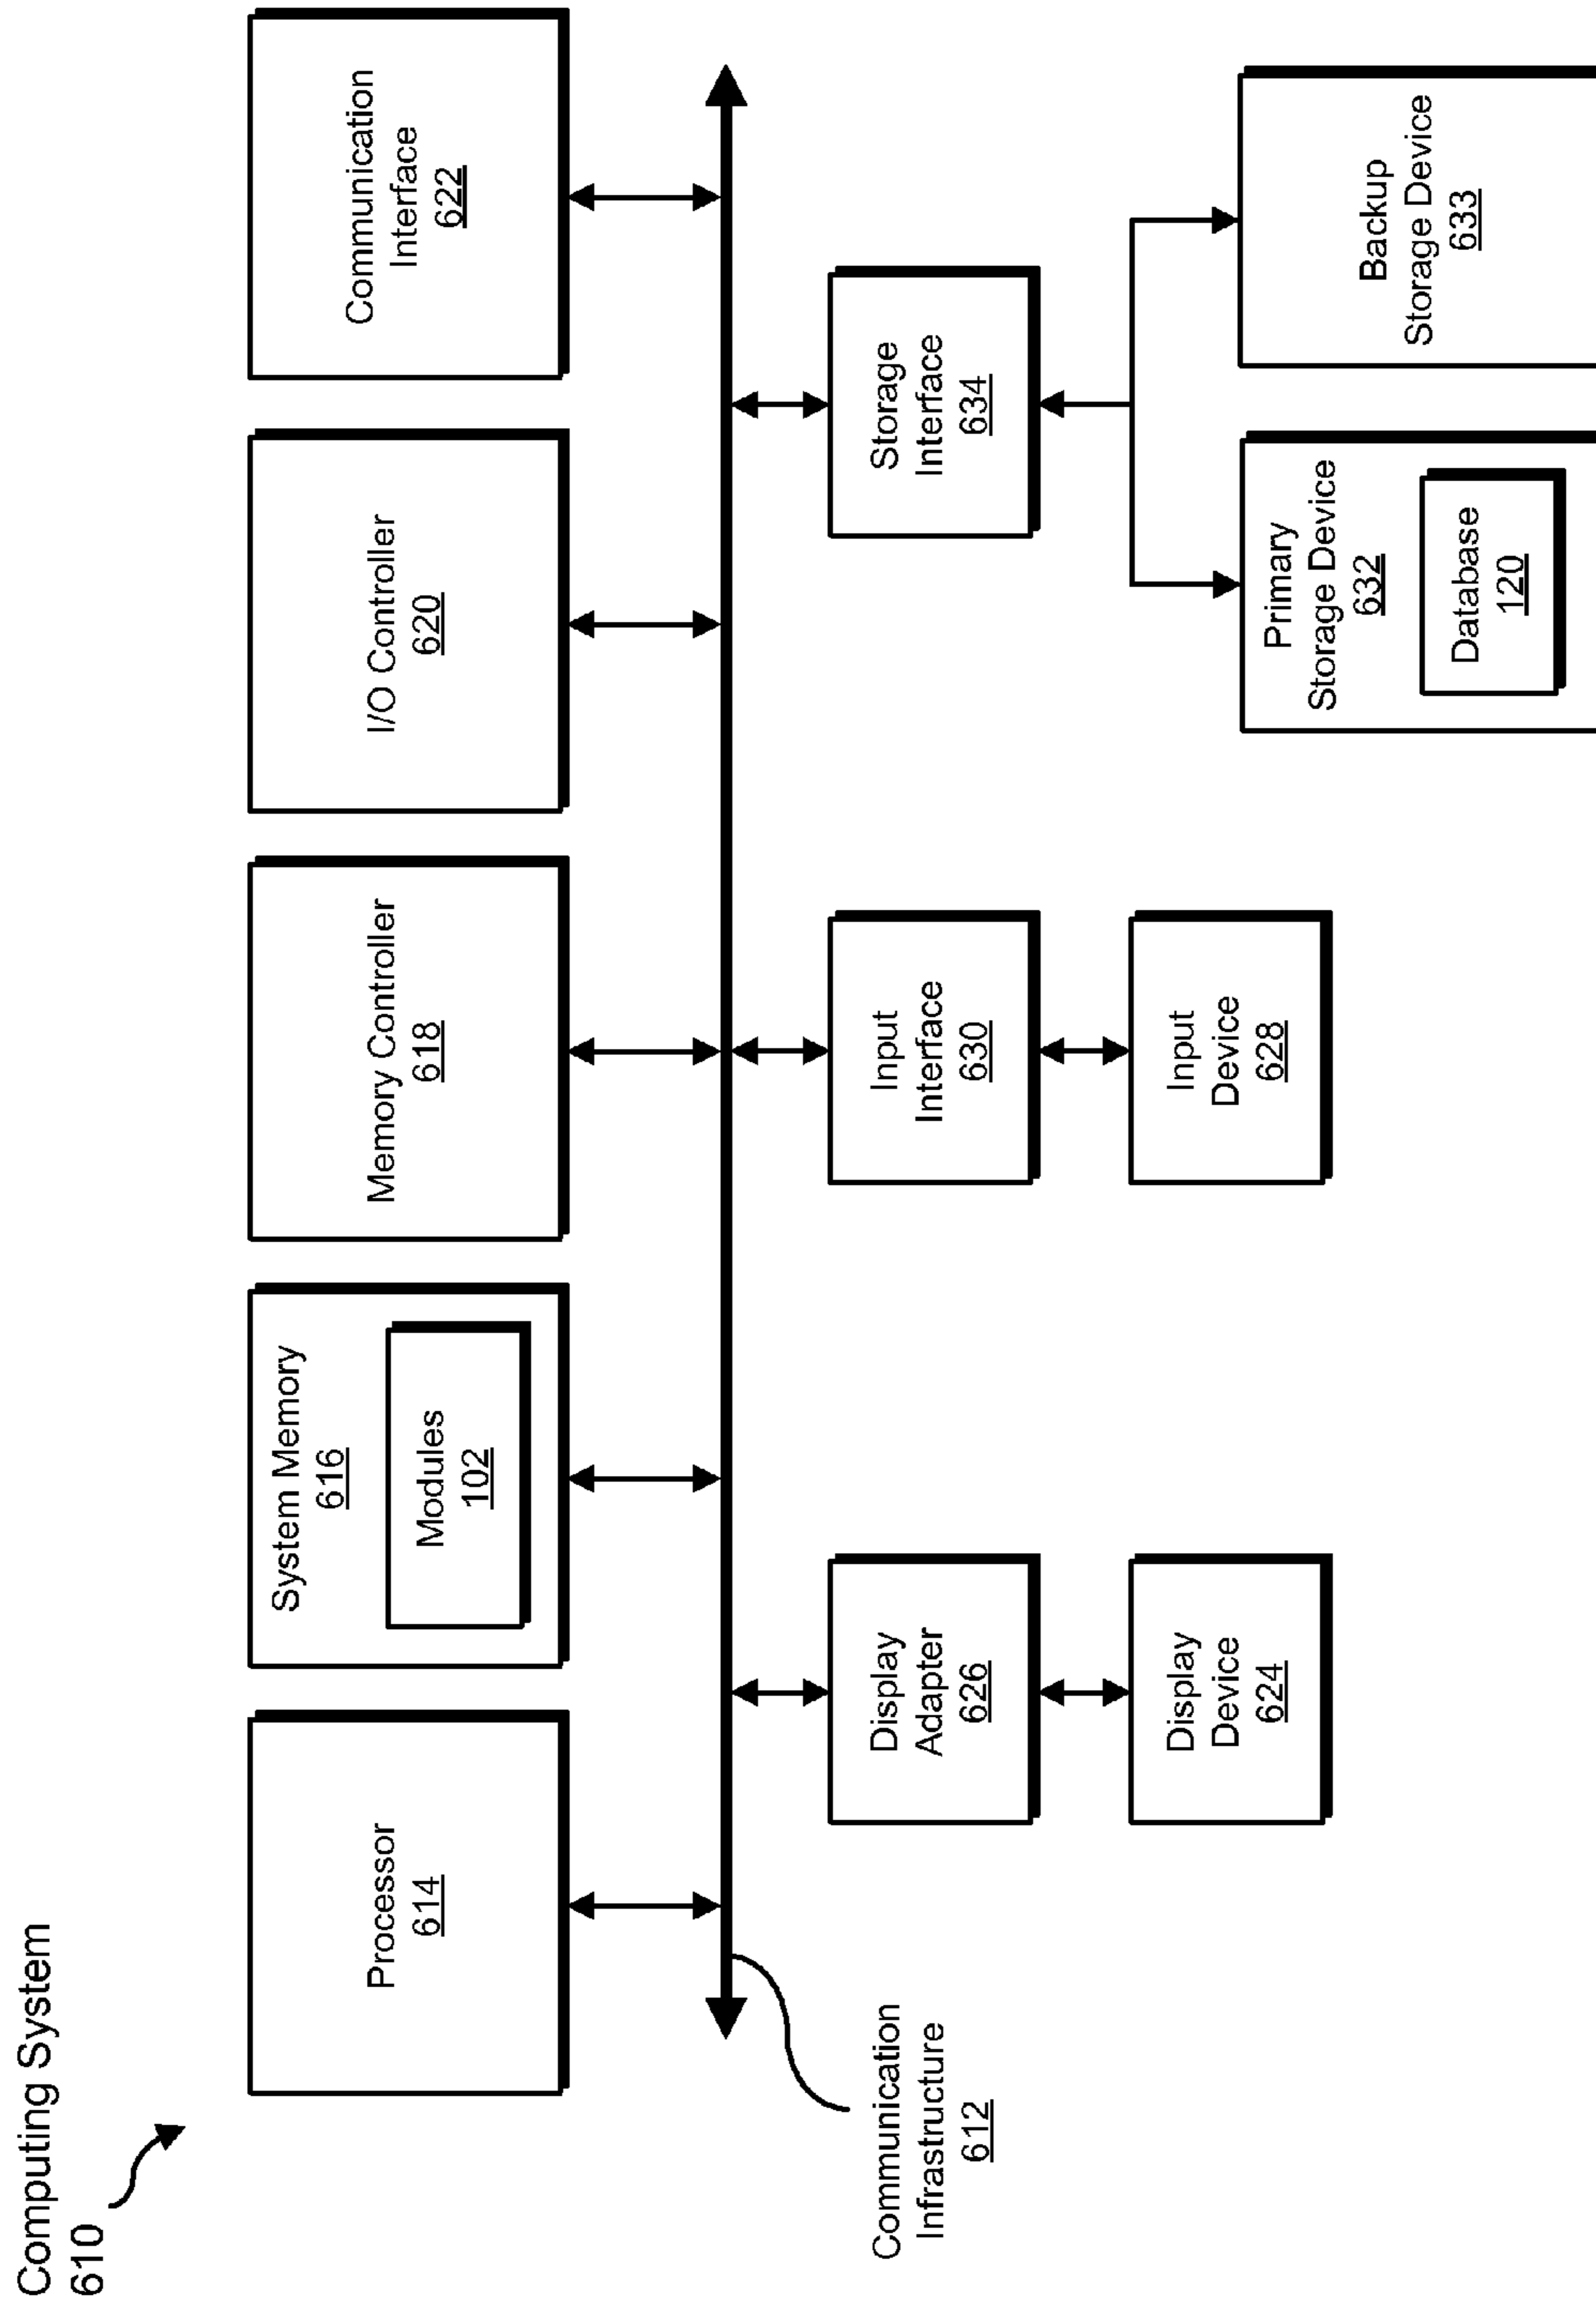 Computing System
610
Processor
614
System Memory
616
Modules
102
Memory Controller
618
I/O Controller
620
Communication
Interface
622
Communication
Infrastructure
612
Display
Adapter
626
Input
Interface
630
Storage
Interface
634
Display
Device
624
Input
Device
628
Primary
Storage Device
632
Database
120
Backup
Storage Device
633